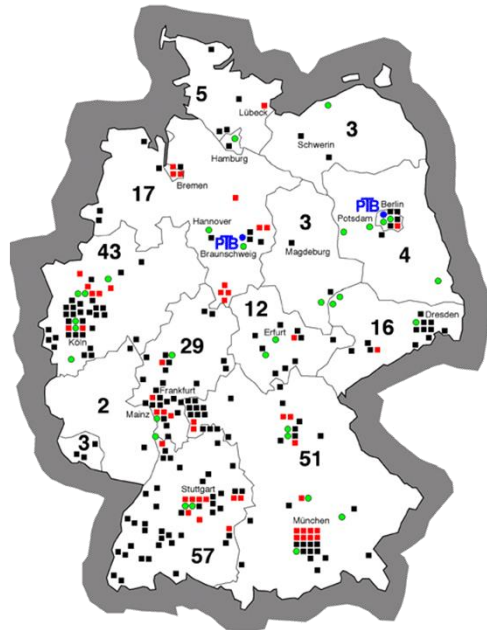 5
Lübeck
3
Schwerin
Hamburg
17
Bremen
PTB
Berlin
Hannover
3
Potsdam
4
43
PTB
Braunschweig
Magdeburg
12
16
Dresden
Erfurt
Köln
29
2
Frankfurt
Mainz
3
51
Stuttgart
München
57